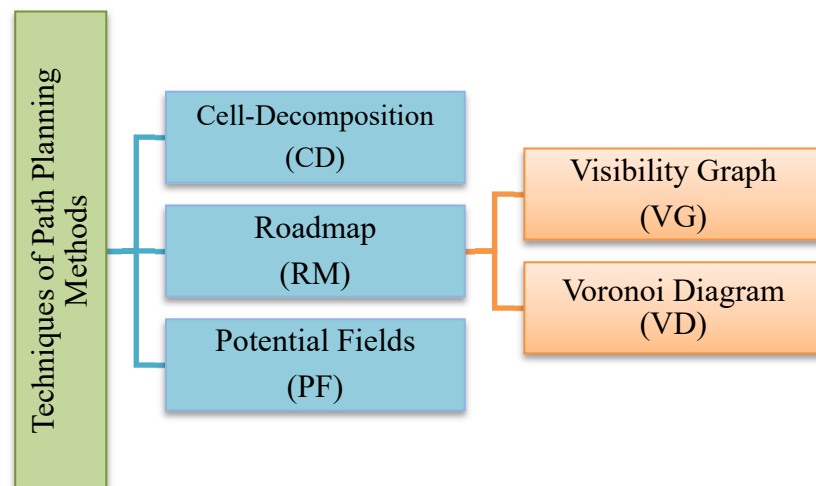 Techniques of Path Planning
Methods
Cell-Decomposition
(CD)
Roadmap
(RM)
Potential Fields
(PF)
Visibility Graph
(VG)
Voronoi Diagram
(VD)